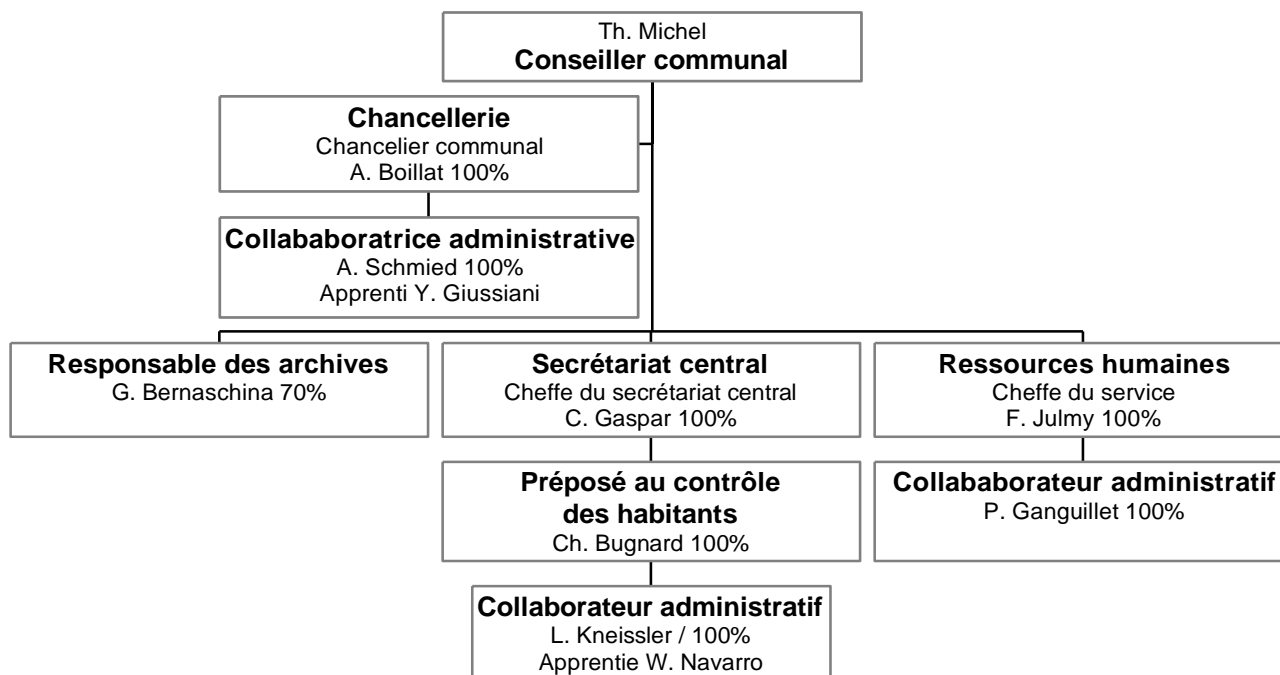 Th. Michel
Conseiller communal
Chancellerie
Chancelier communal
A. Boillat 100%
Collababoratrice administrative
A. Schmied 100%
Apprenti Y. Giussiani
Responsable des archives
G. Bernaschina 70%
Secrétariat central
Cheffe du secrétariat central
C. Gaspar 100%
Ressources humaines
Cheffe du service
F. Julmy 100%
Préposé au contrôle
des habitants
Ch. Bugnard 100%
Collababorateur administratif
P. Ganguillet 100%
Collaborateur administratif
L. Kneissler / 100%
Apprentie W. Navarro